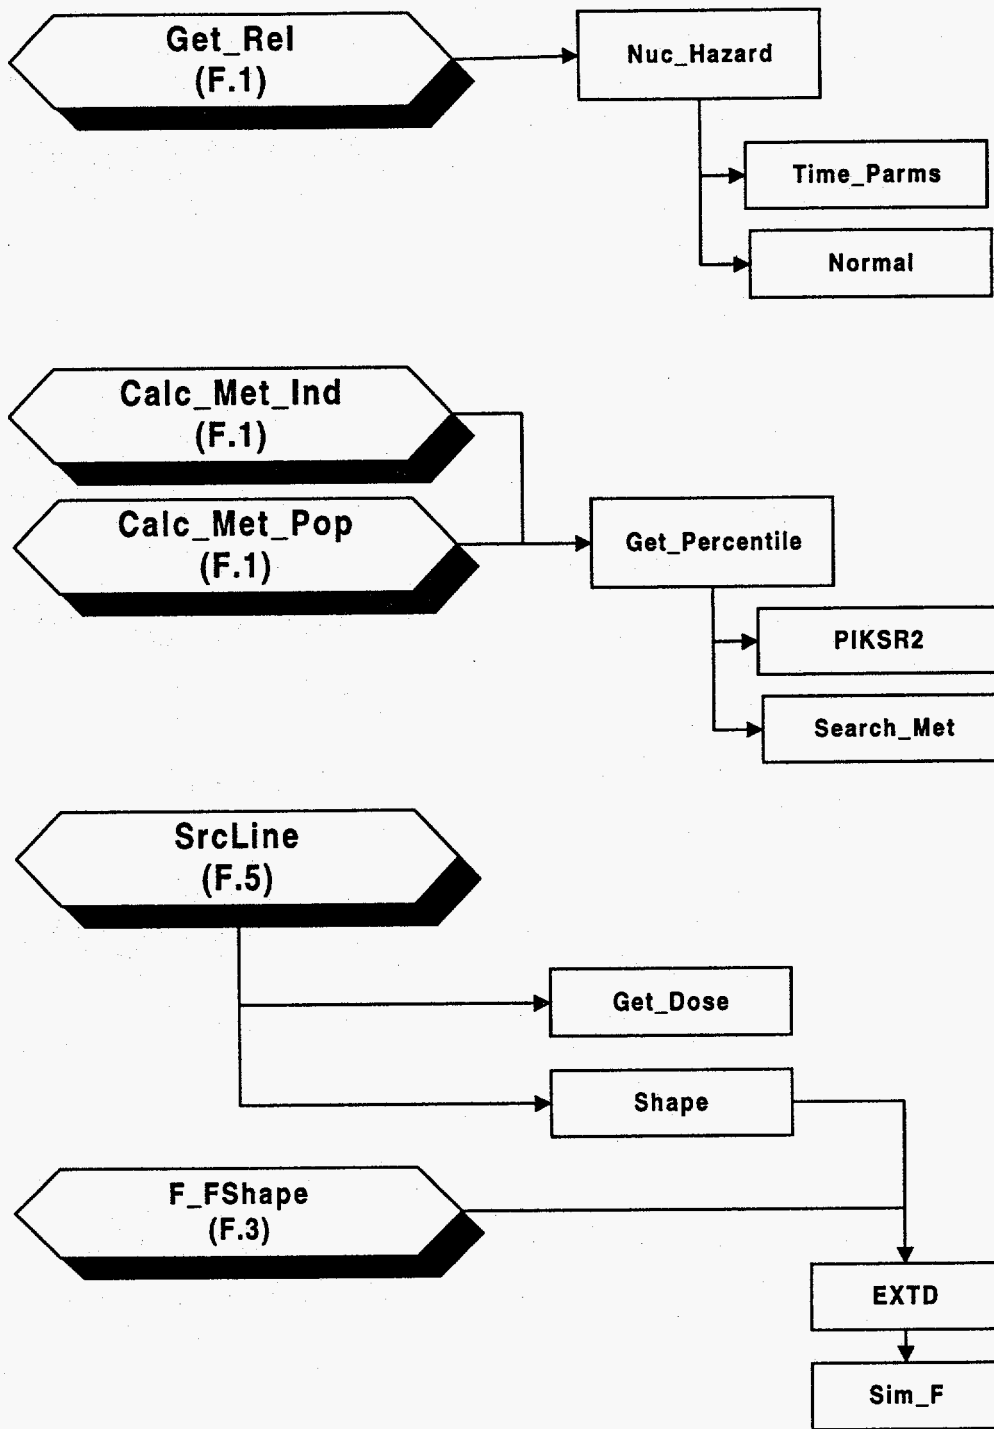 Get_Rel
(F.1)
Nuc_Hazard
Time_Parms
Normal
Calc_Met_Ind
(F.1)
Calc_Met_Pop
(F.1)
Get_Percentile
PIKSR2
Search_Met
SrcLine
(F.5)
Get_Dose
Shape
F_FShape
(F.3)
EXTD
Sim_F